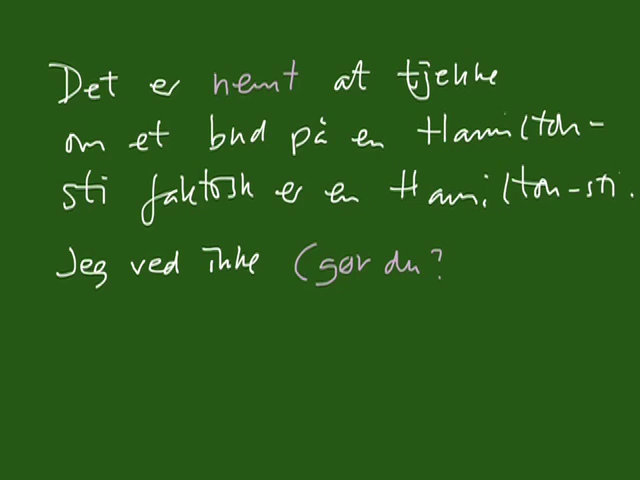 Det er nemt at tjekke
om et bud på en Hamilton-
sti faktisk er en Hamilton-sti.
Jeg ved ikke (gør du?